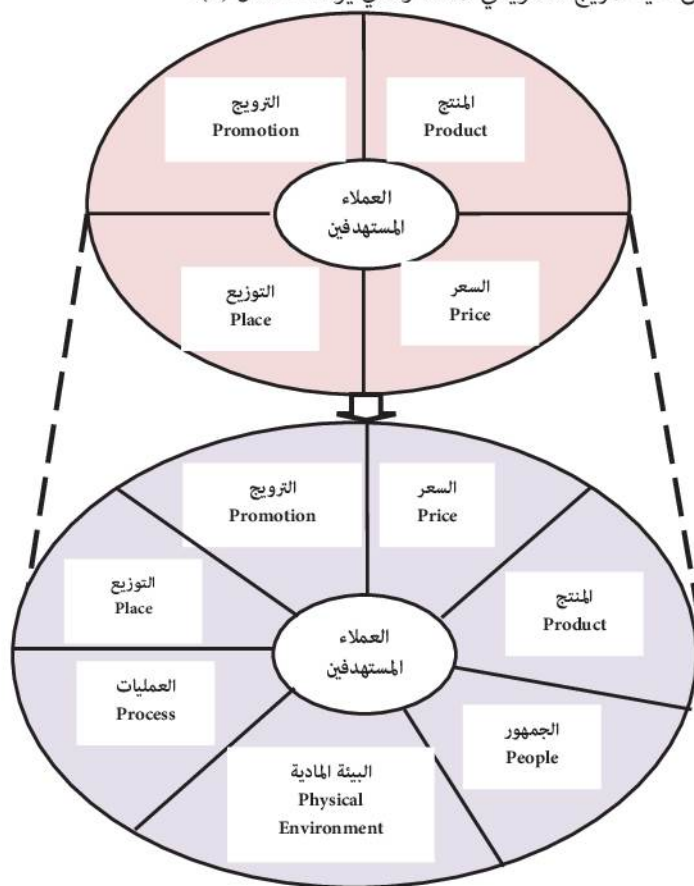 الترويج
Promotion
المنتج
Product
العملاء
المستهدفين
التوزيع
Place
السعر
Price
الترويج
Promotion
السعر
Price
التوزيع
Place
المنتج
Product
العملاء
المستهدفين
العمليات
Process
الجمهور
People
البيئة المادية
Physical
Environment